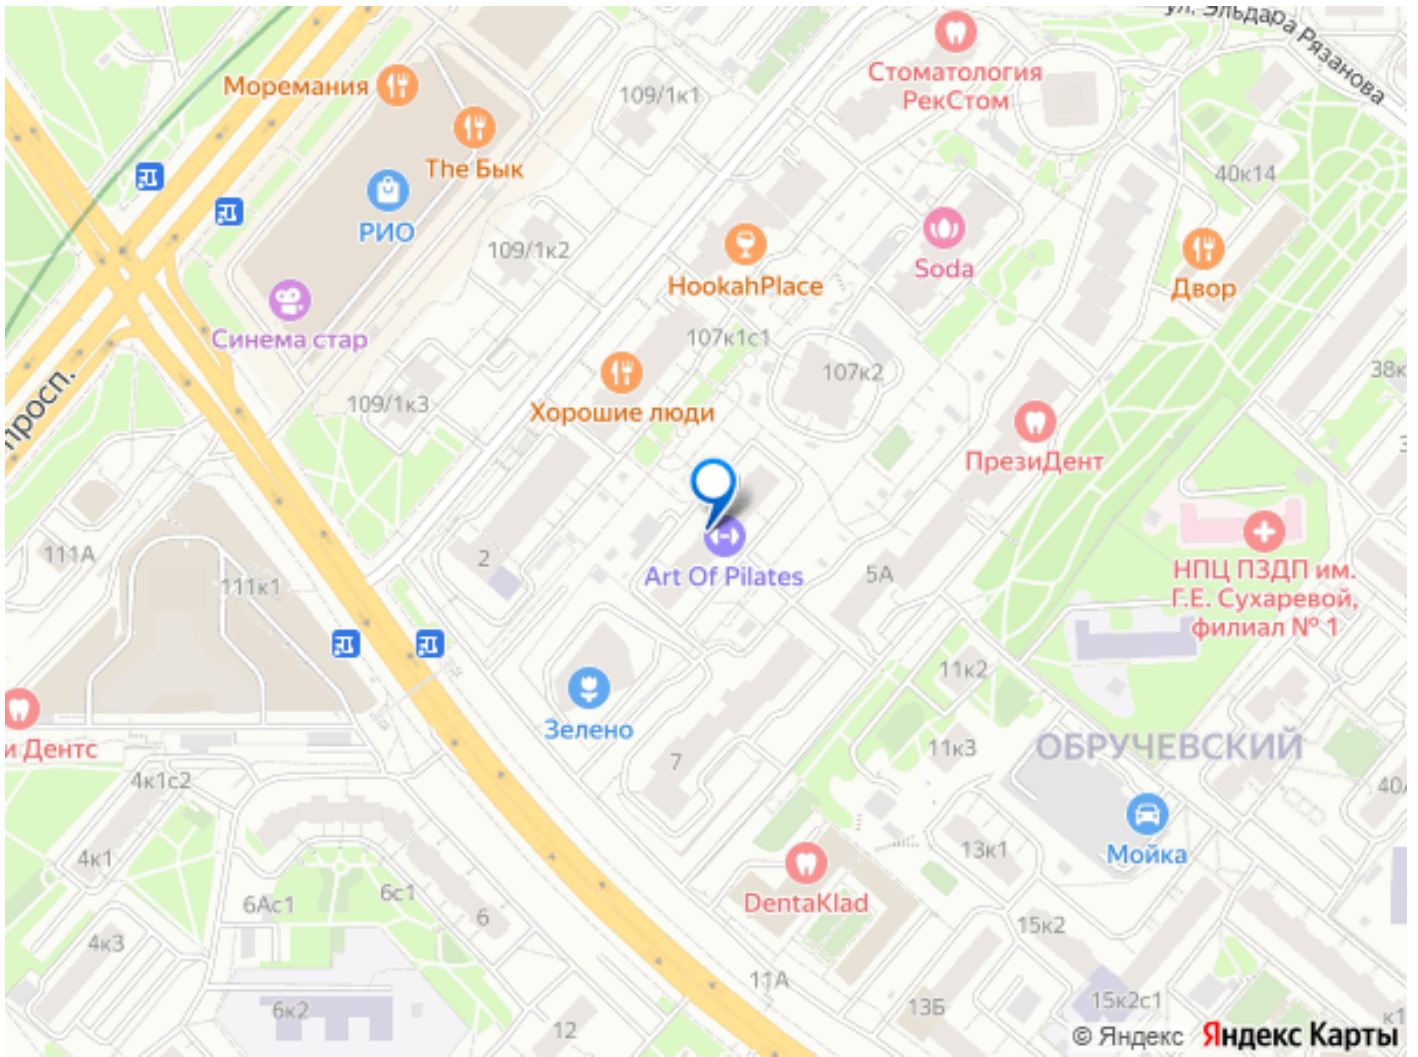 ул. Эльдара Рязанова
Стоматология
РекСтом
Моремания
109/1к1
The Бык
40к14
РИО
109/1к2
HookahPlace
Soda
Двор
Синема стар
107к1с1
107к2
109/1к3
Хорошие люди
просп.
ПрезиДент
111А
111к1
2
Art Of Pilates
5А
НПЦ ПЗДП им.
Г.Е. Сухаревой,
филиал № 1
11к2
Зелено
11к3
ОБРУЧЕВСКИЙ
и Дентс
4к1с2
7
4к1
13к1
Мойка
DentaKlad
6Ас1
6с1
6
4к3
15к2
11А
6к2
12
13Б
15к2с1
© Яндекс Яндекс Карты